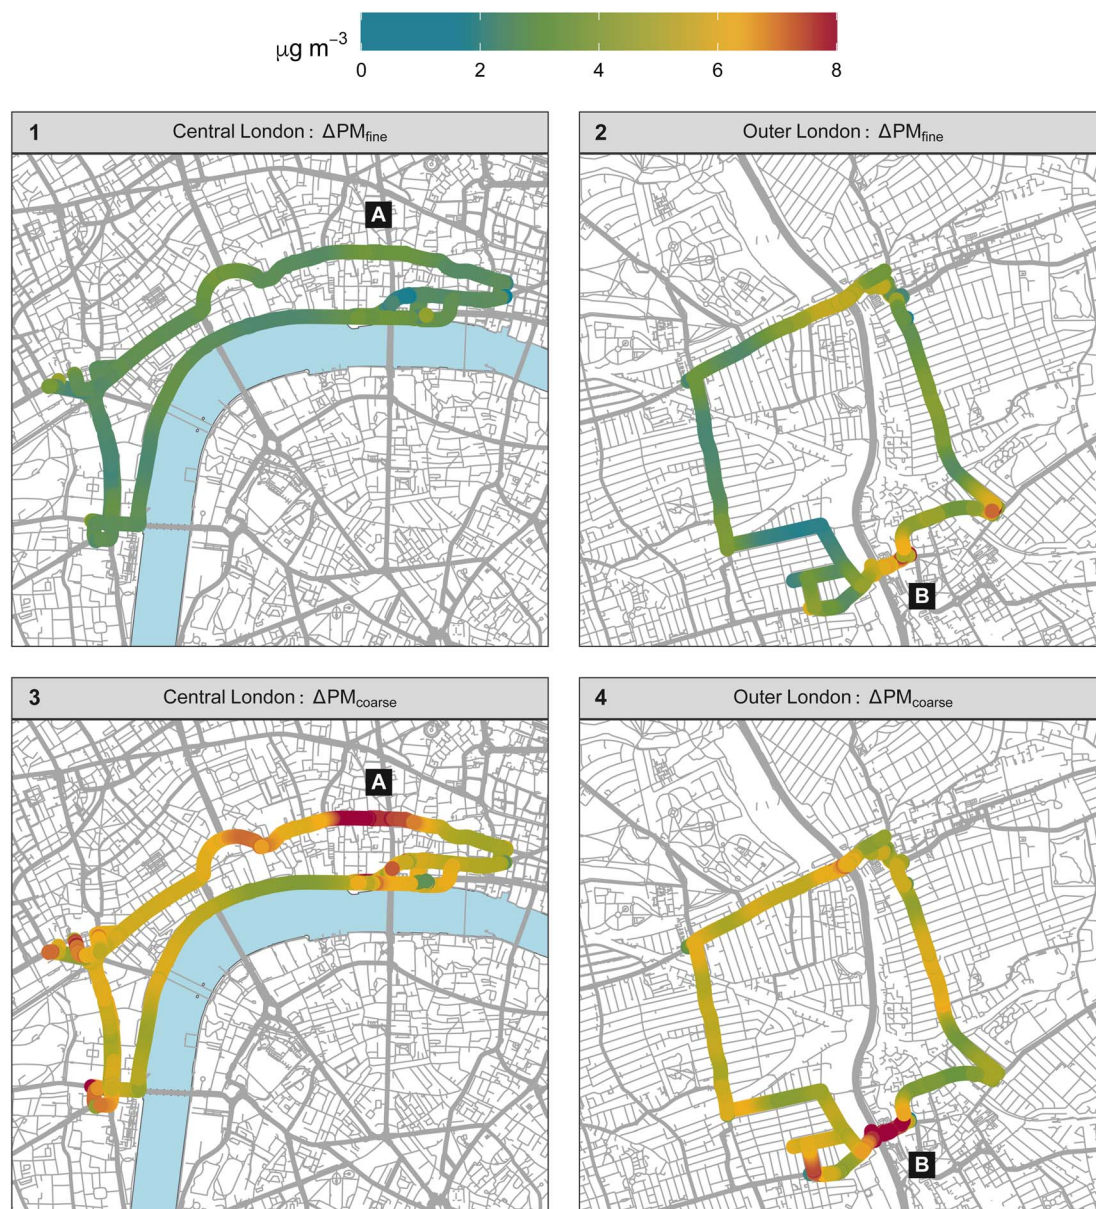 μg m⁻³
0 2 4 6 8
1 Central London : ΔPMfine
2 Outer London : ΔPMfine
A
B
3 Central London : ΔPMcoarse
4 Outer London : ΔPMcoarse
A
B